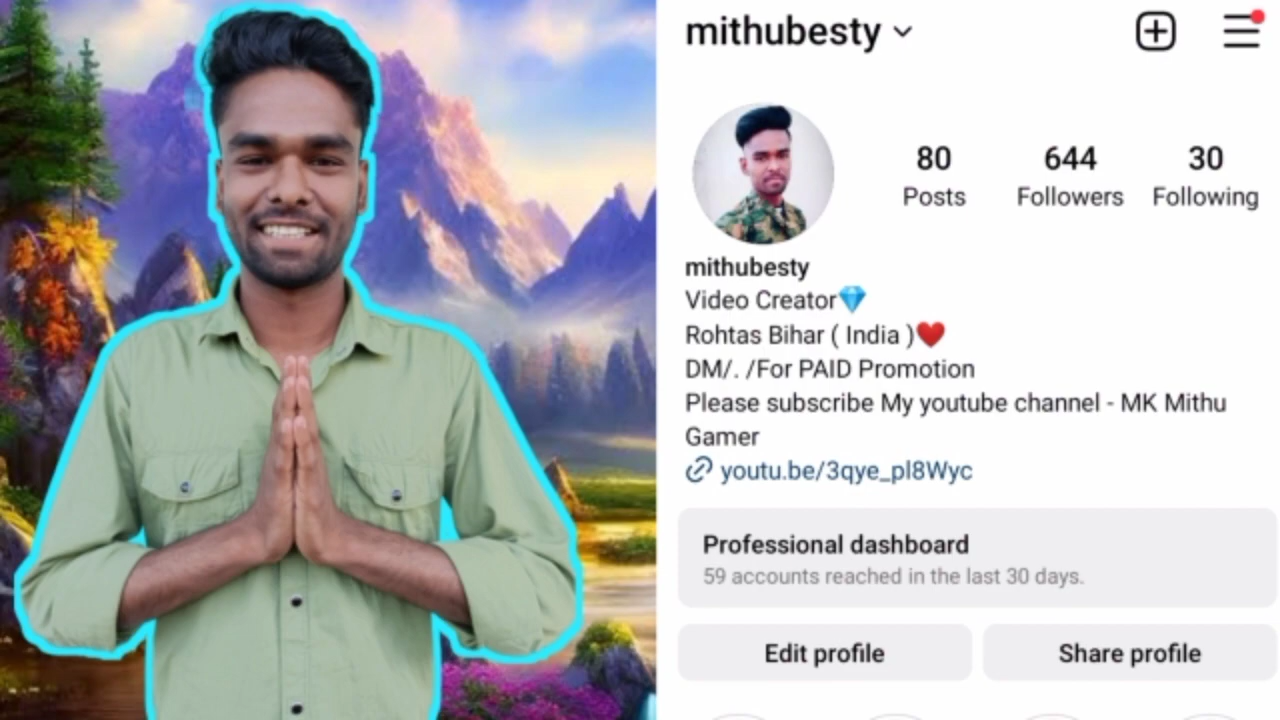 mithubesty
80 644 30
Posts Followers Following
mithubesty
Video Creator💎
Rohtas Bihar ( India )❤️
DM/. /For PAID Promotion
Please subscribe My youtube channel - MK Mithu
Gamer
youtu.be/3qye_pl8Wyc
Professional dashboard
59 accounts reached in the last 30 days.
Edit profile Share profile